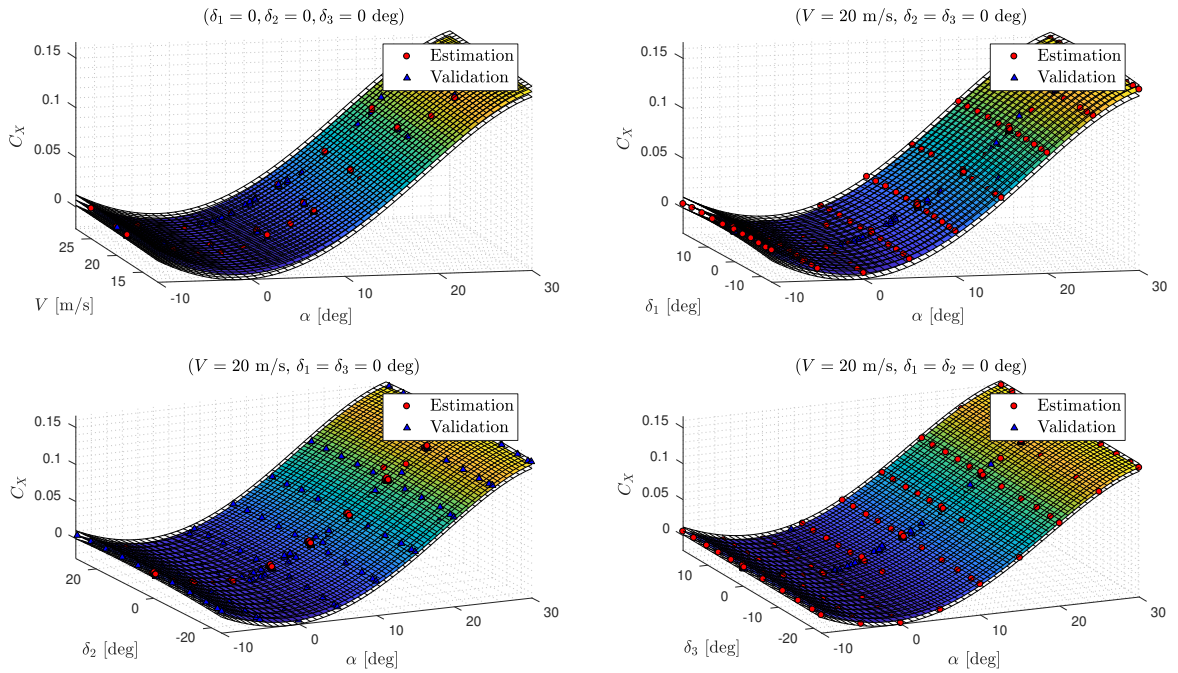 (δ₁ = 0, δ₂ = 0, δ₃ = 0 deg)
Estimation
Validation
0.15
0.1
0.05
0
C_X
25
20
15
V [m/s]
-10
0
10
20
30
α [deg]
(V = 20 m/s, δ₂ = δ₃ = 0 deg)
Estimation
Validation
0.15
0.1
0.05
0
C_X
10
0
-10
δ₁ [deg]
-10
0
10
20
30
α [deg]
(V = 20 m/s, δ₁ = δ₃ = 0 deg)
Estimation
Validation
0.15
0.1
0.05
0
C_X
20
0
-20
δ₂ [deg]
-10
0
10
20
30
α [deg]
(V = 20 m/s, δ₁ = δ₂ = 0 deg)
Estimation
Validation
0.15
0.1
0.05
0
C_X
10
0
-10
-20
δ₃ [deg]
-10
0
10
20
30
α [deg]